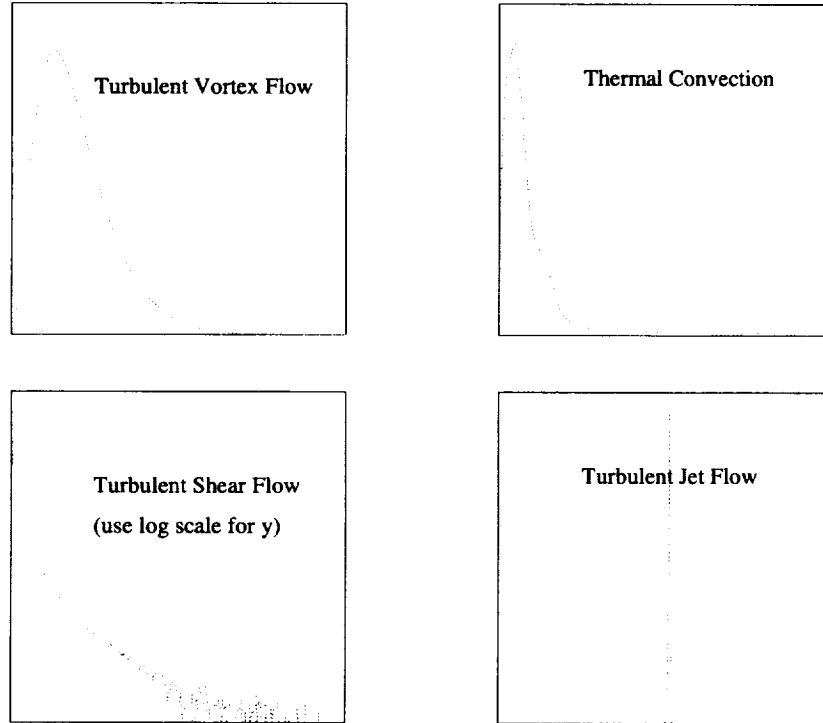 Turbulent Vortex Flow
Thermal Convection
Turbulent Shear Flow
(use log scale for y)
Turbulent Jet Flow